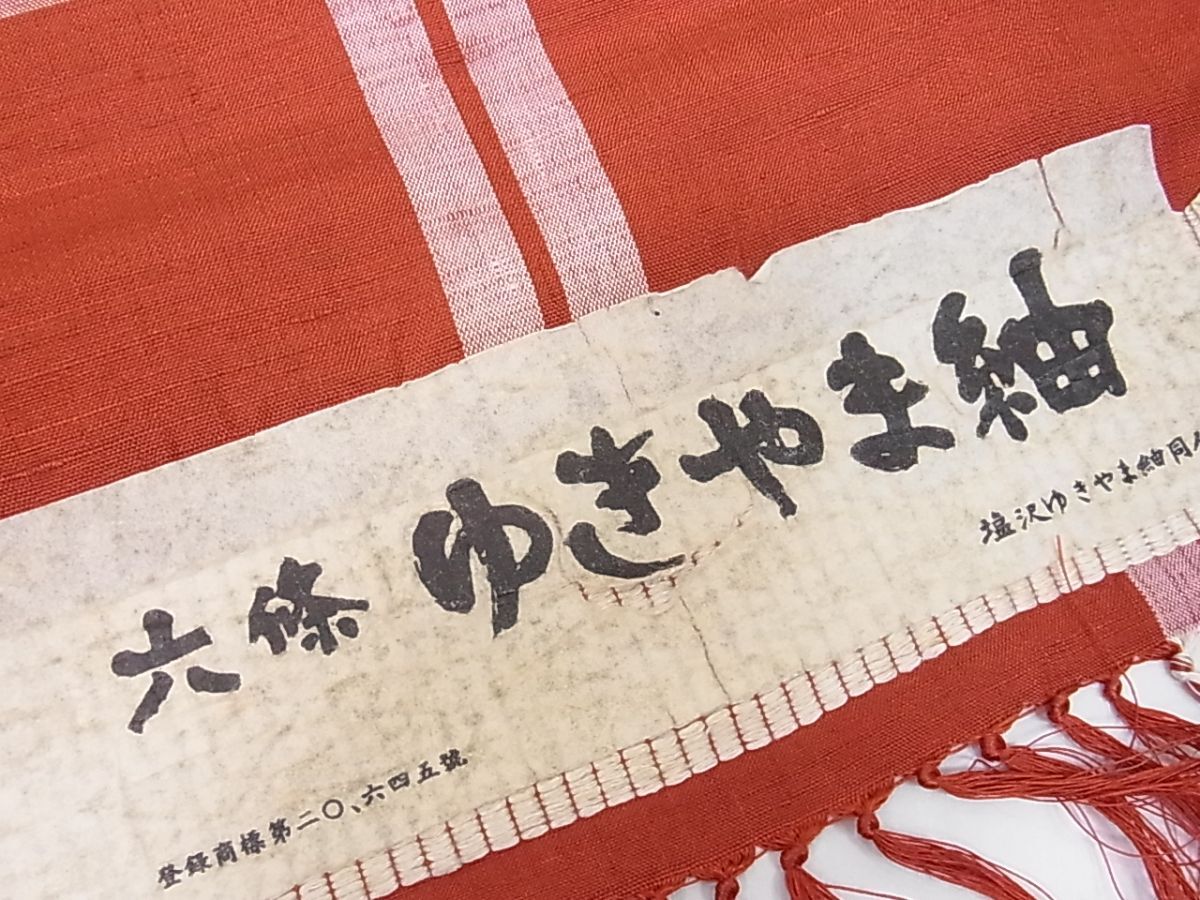 六條 ゆきやま紬
塩沢ゆきやま紬同
登録商標第二〇、六四五號